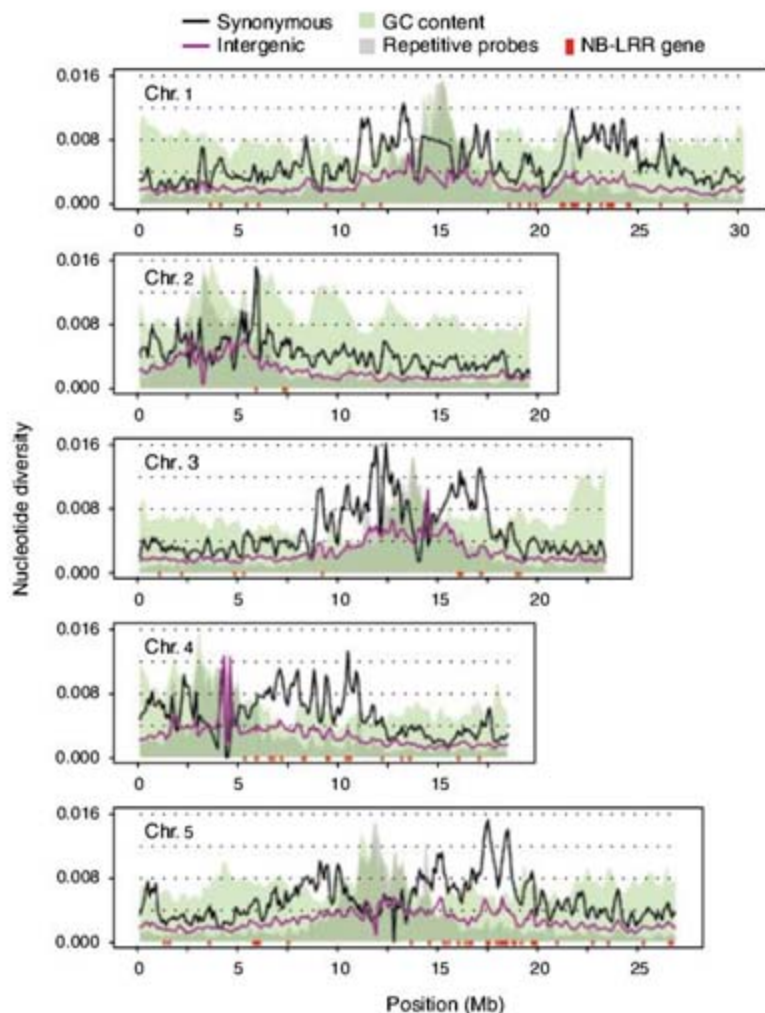 Synonymous GC content
Intergenic Repetitive probes NB-LRR gene
Nucleotide diversity
Chr. 1
0.016
0.008
0.000
0 5 10 15 20 25 30
Chr. 2
0.016
0.008
0.000
0 5 10 15 20
Chr. 3
0.016
0.008
0.000
0 5 10 15 20
Chr. 4
0.016
0.008
0.000
0 5 10 15
Chr. 5
0.016
0.008
0.000
0 5 10 15 20 25
Position (Mb)